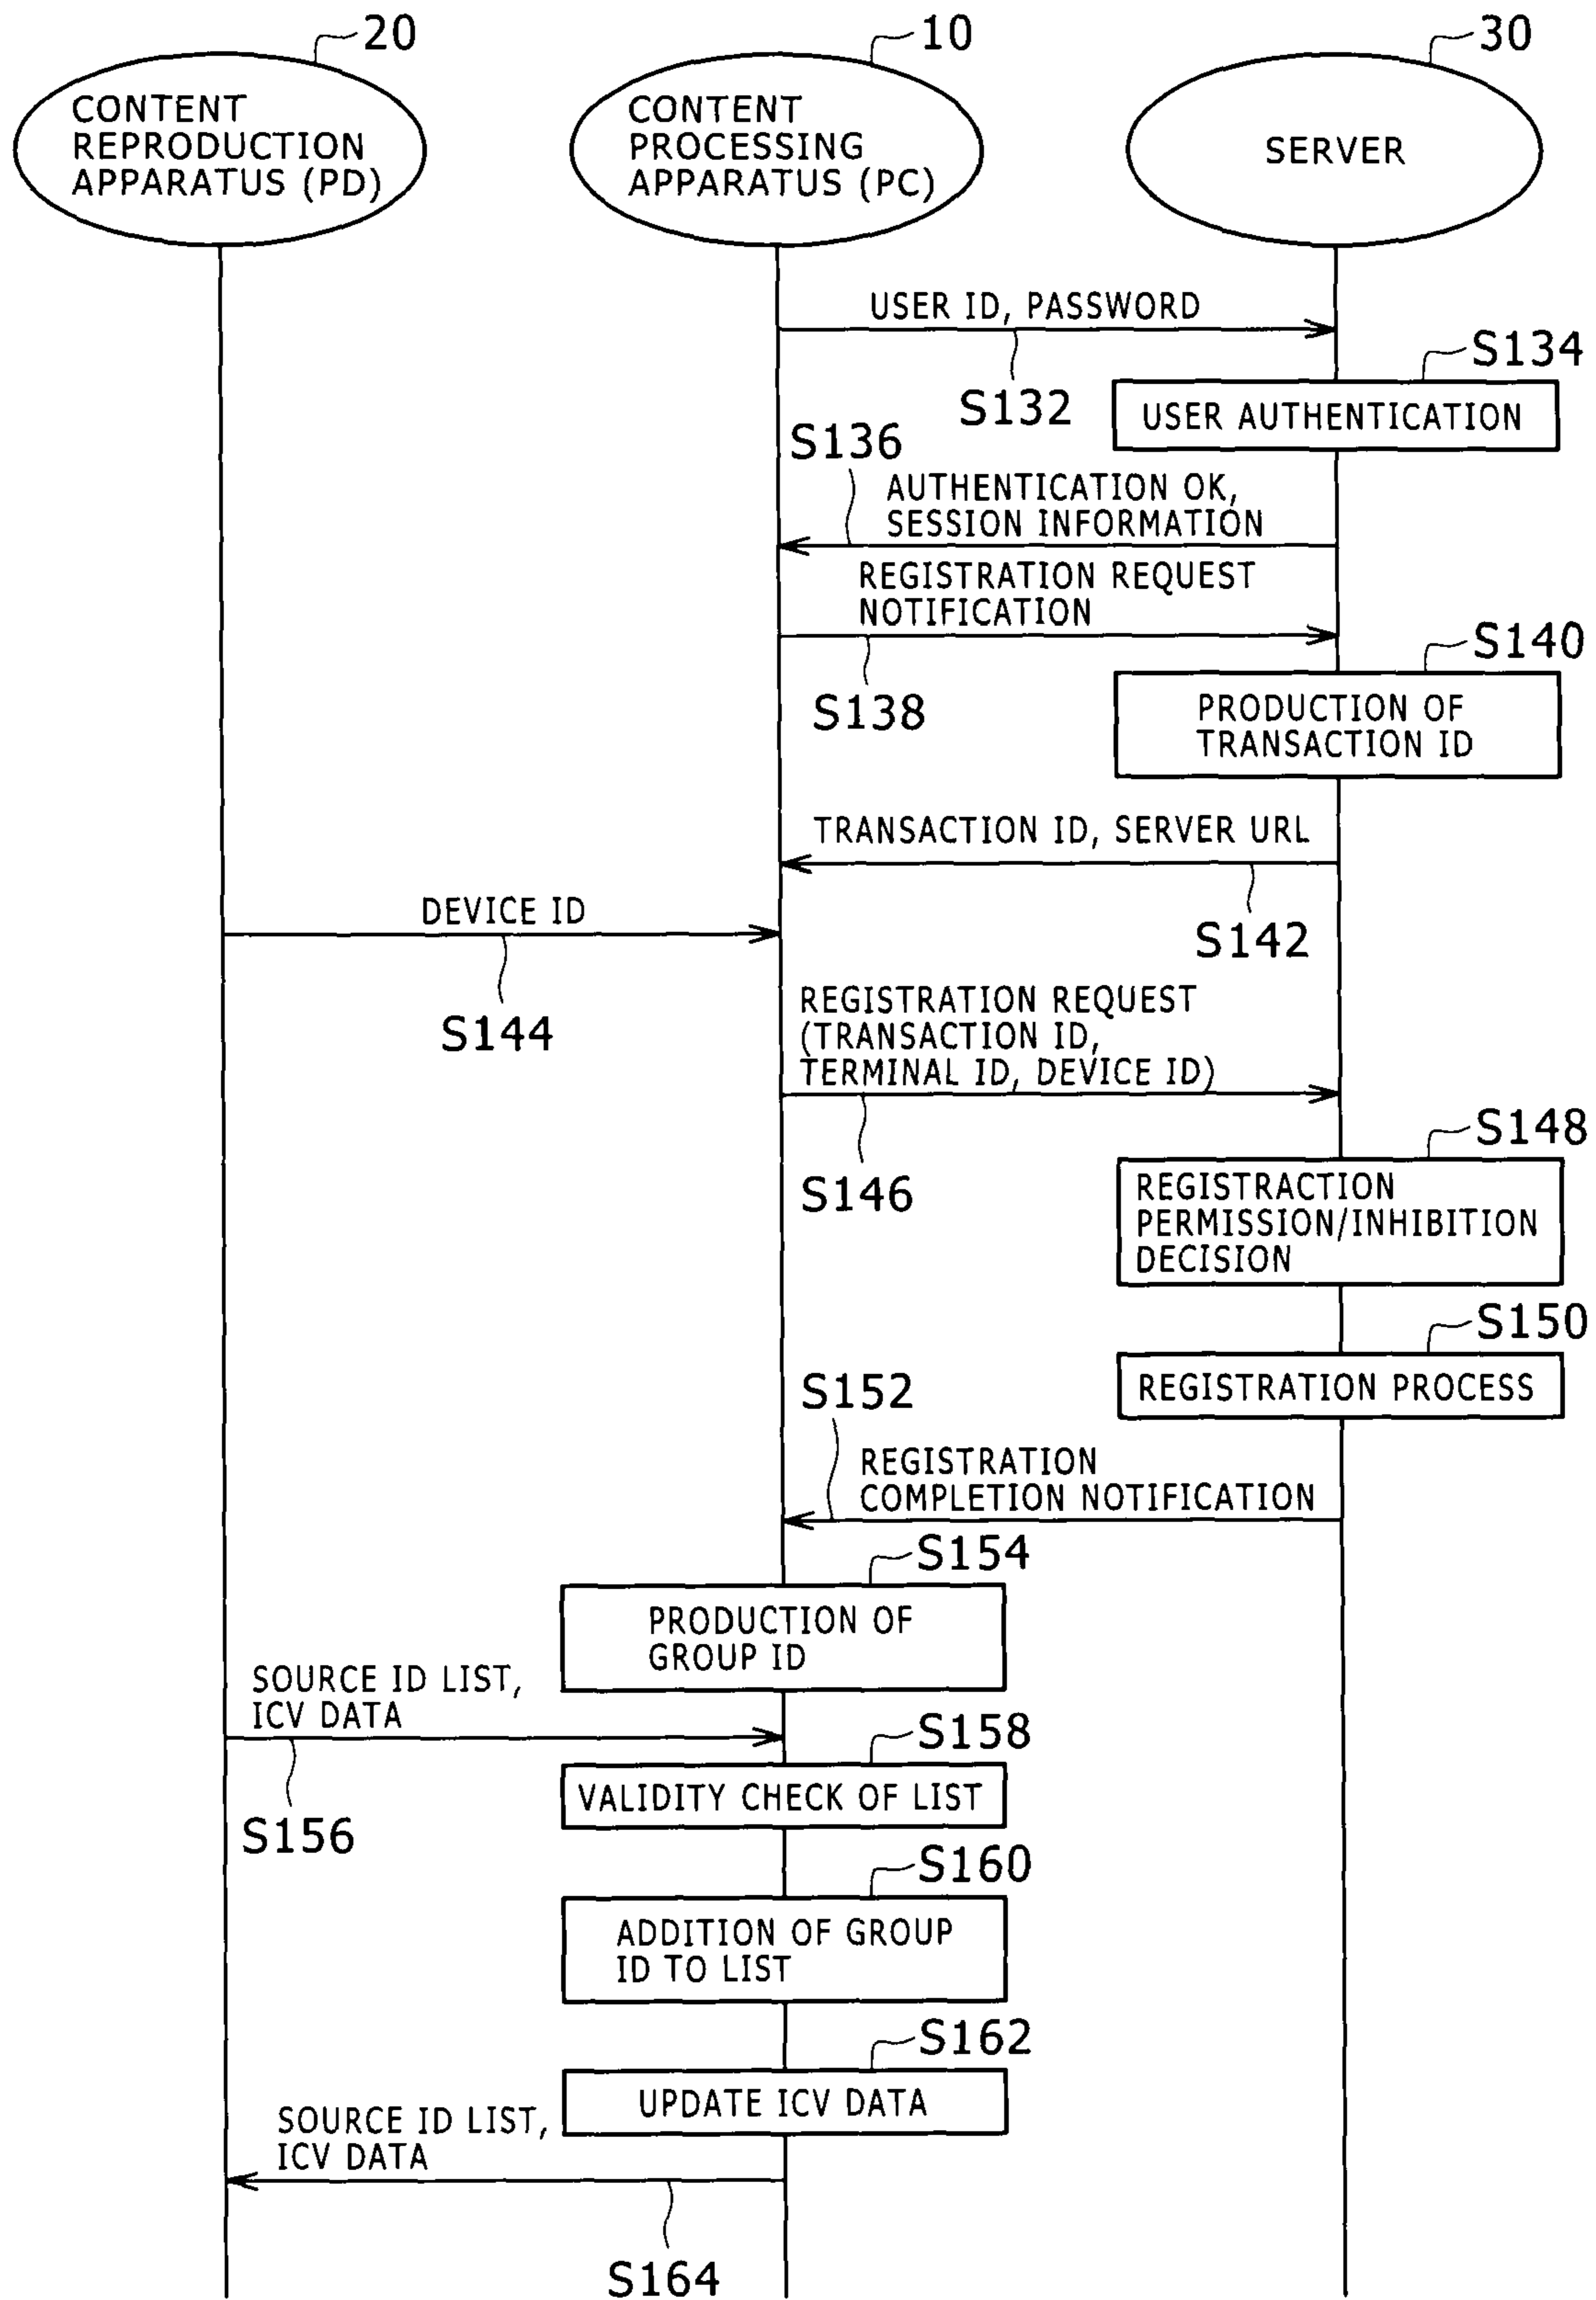 20
10
30
CONTENT
REPRODUCTION
APPARATUS (PD)
CONTENT
PROCESSING
APPARATUS (PC)
SERVER
USER ID, PASSWORD
S132
S134
USER AUTHENTICATION
S136
AUTHENTICATION OK,
SESSION INFORMATION
REGISTRATION REQUEST
NOTIFICATION
S138
S140
PRODUCTION OF
TRANSACTION ID
TRANSACTION ID, SERVER URL
S142
DEVICE ID
S144
REGISTRATION REQUEST
(TRANSACTION ID,
TERMINAL ID, DEVICE ID)
S146
S148
REGISTRACTION
PERMISSION/INHIBITION
DECISION
S150
REGISTRATION PROCESS
S152
REGISTRATION
COMPLETION NOTIFICATION
S154
PRODUCTION OF
GROUP ID
SOURCE ID LIST,
ICV DATA
S156
S158
VALIDITY CHECK OF LIST
S160
ADDITION OF GROUP
ID TO LIST
S162
UPDATE ICV DATA
SOURCE ID LIST,
ICV DATA
S164